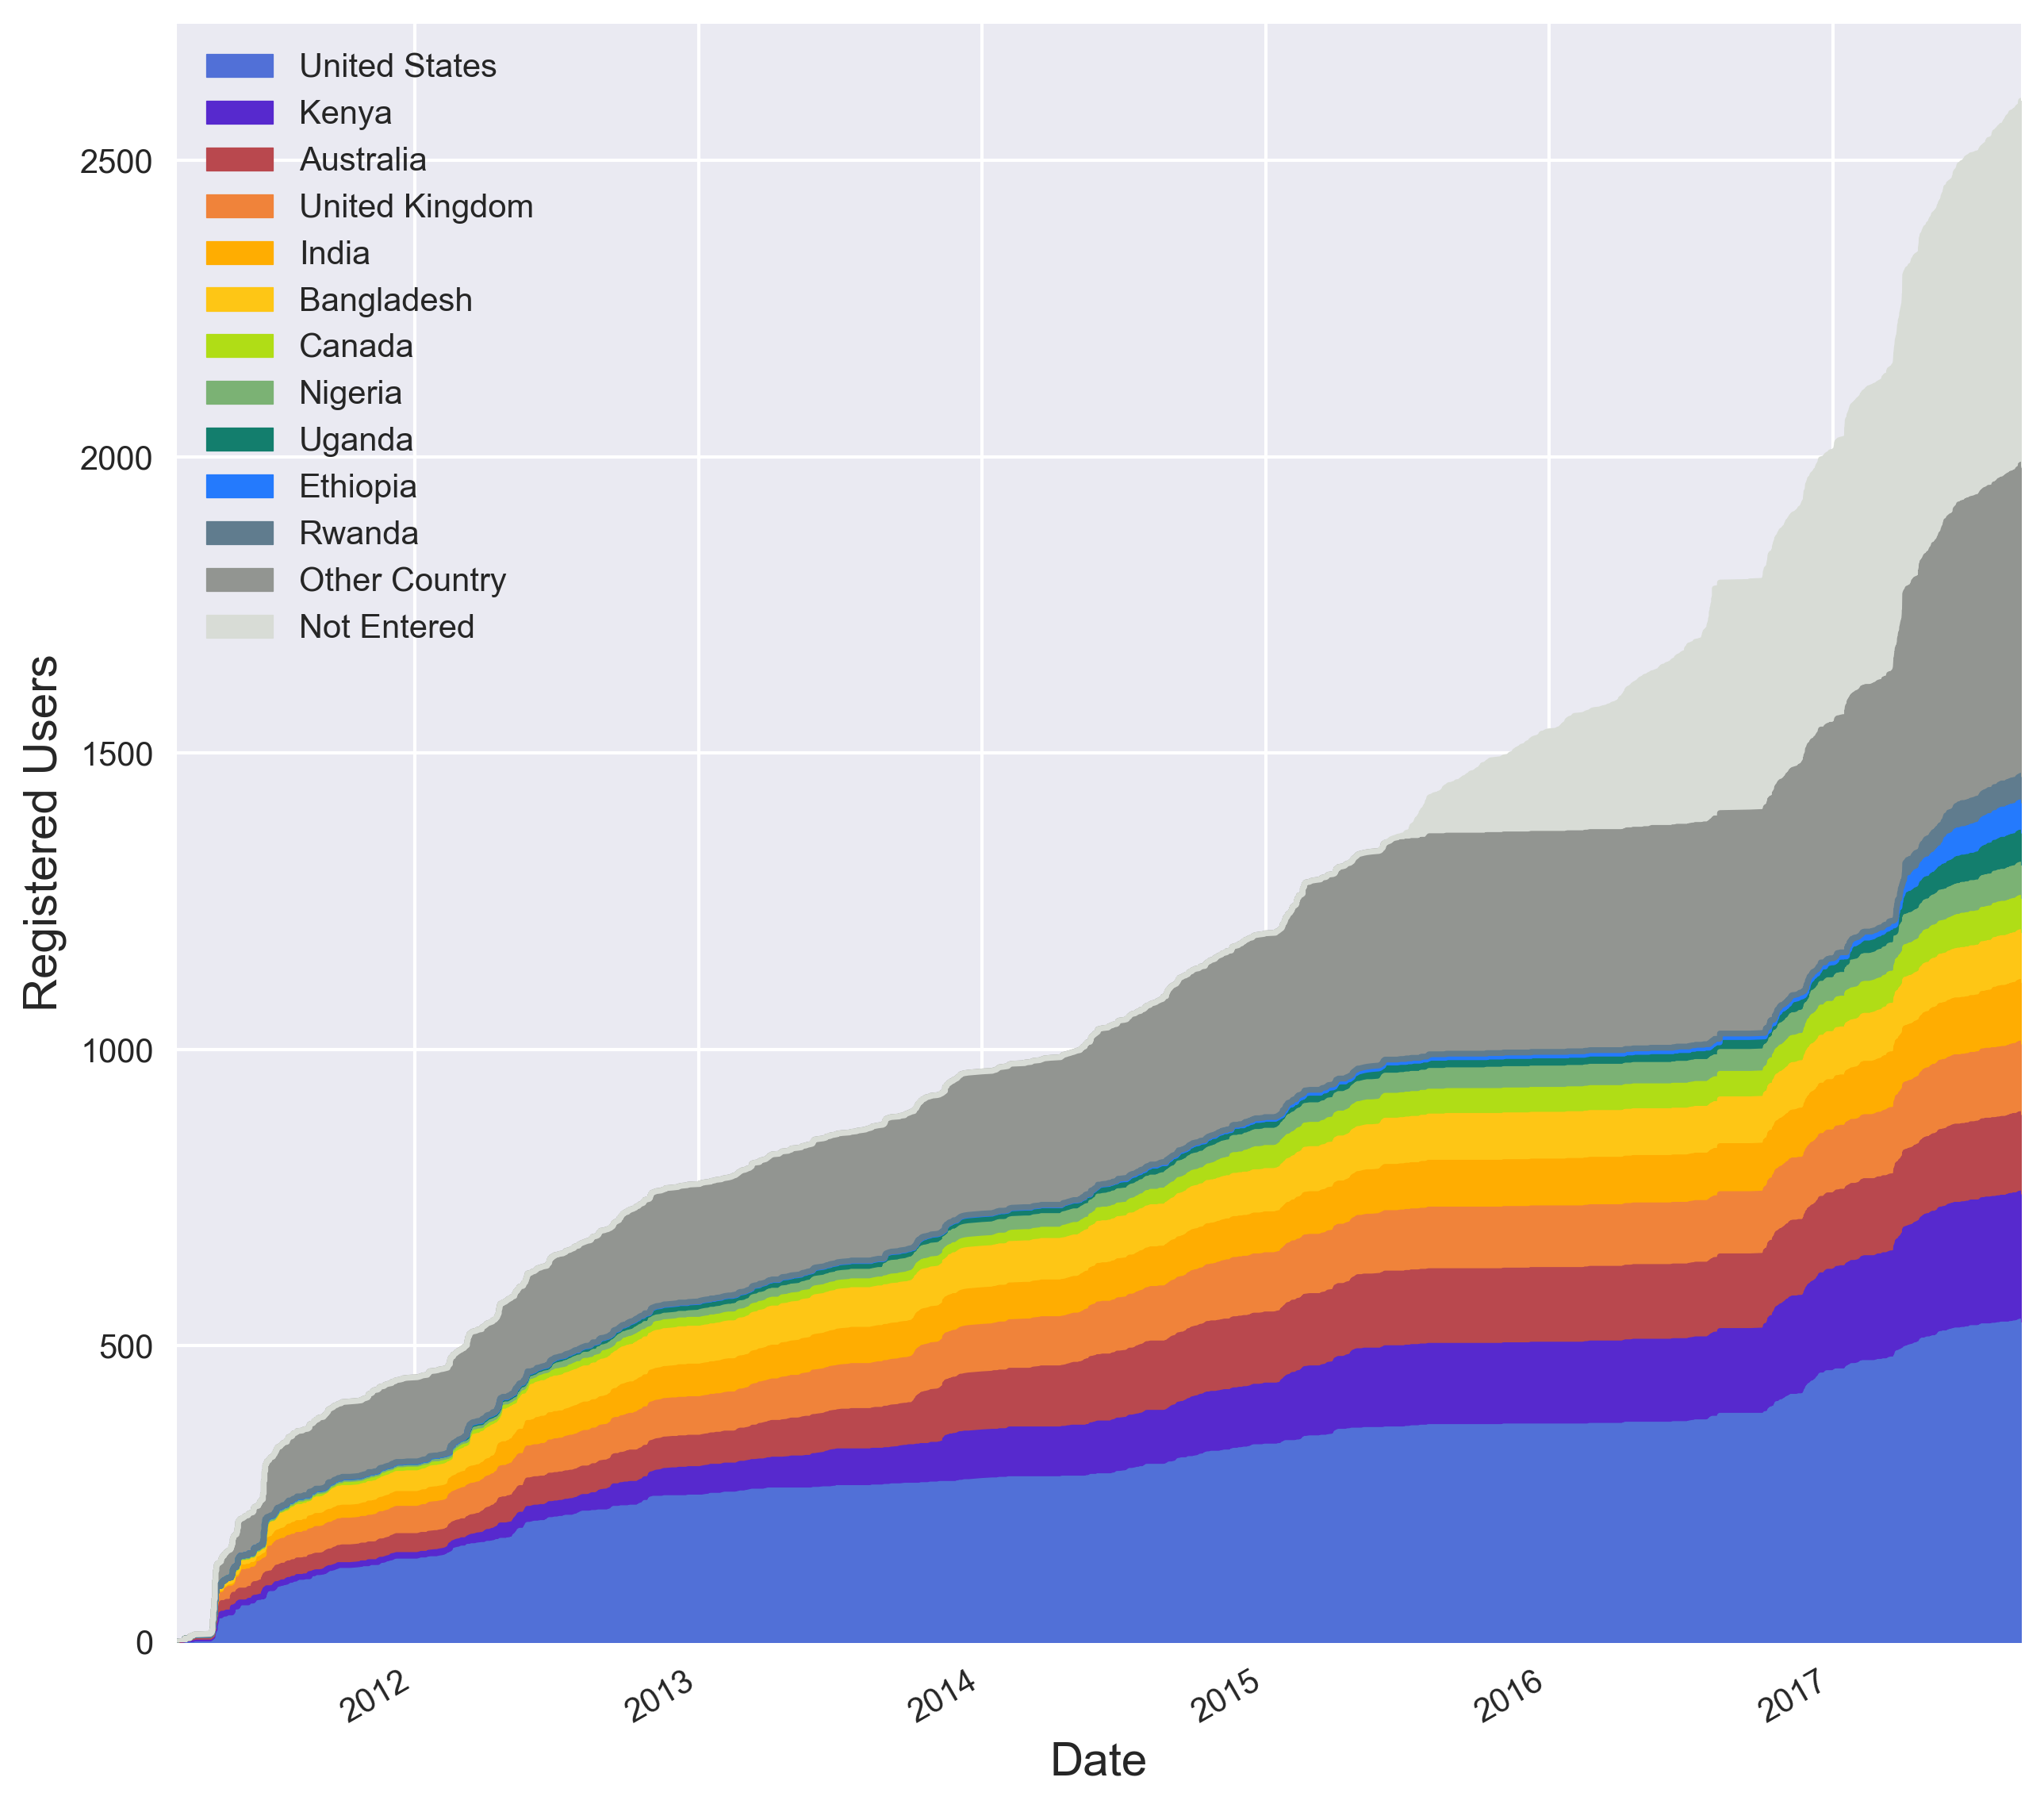 United States
Kenya
Australia
United Kingdom
India
Bangladesh
Canada
Nigeria
Uganda
Ethiopia
Rwanda
Other Country
Not Entered
Registered Users
2500
2000
1500
1000
500
0
2012
2013
2014
2015
2016
2017
Date